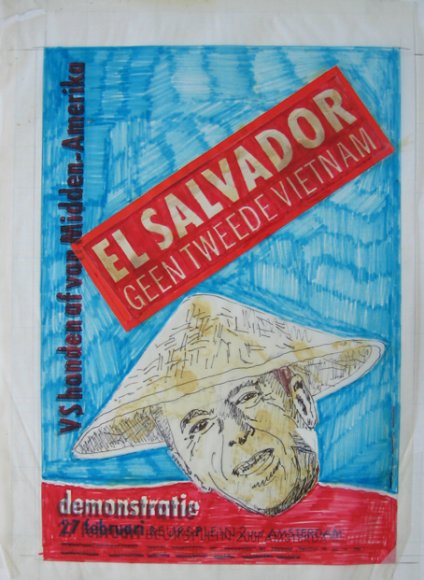 VS handen af van Midden-Amerika
EL SALVADOR
GEEN TWEEDE VIETNAM
demonstratie
27 februari AMSTERDAM